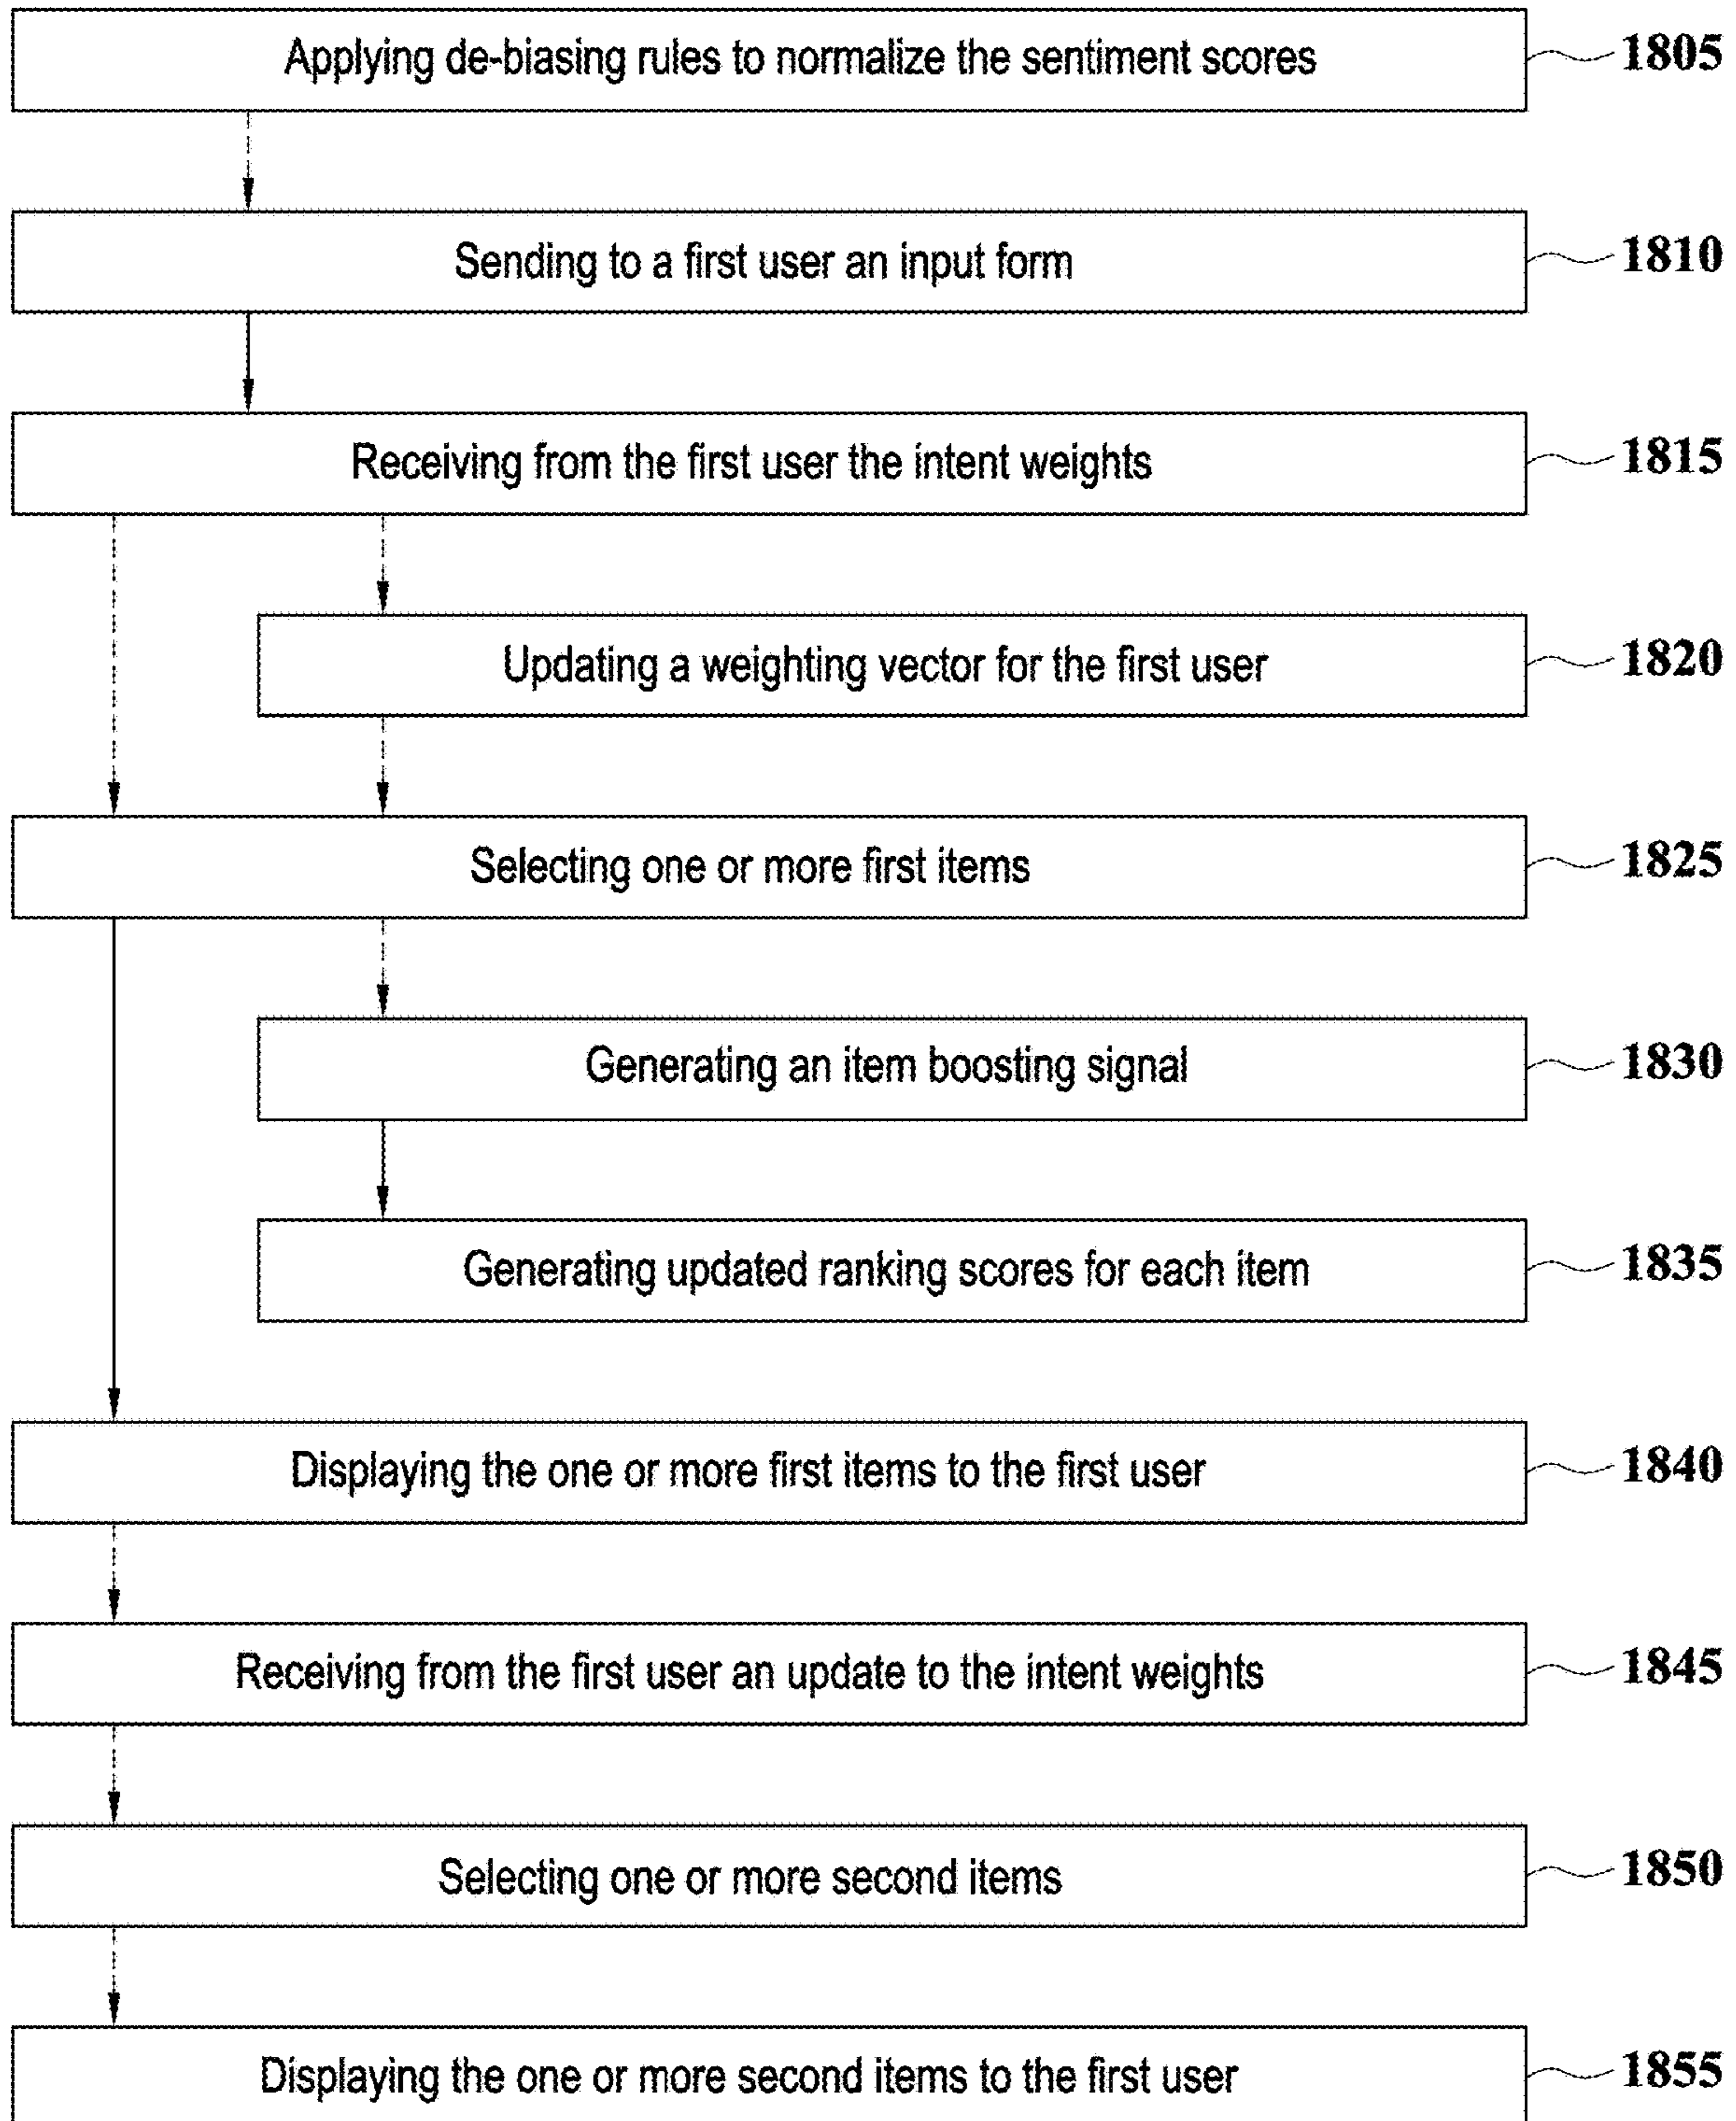 Applying de-biasing rules to normalize the sentiment scores 1805
Sending to a first user an input form 1810
Receiving from the first user the intent weights 1815
Updating a weighting vector for the first user 1820
Selecting one or more first items 1825
Generating an item boosting signal 1830
Generating updated ranking scores for each item 1835
Displaying the one or more first items to the first user 1840
Receiving from the first user an update to the intent weights 1845
Selecting one or more second items 1850
Displaying the one or more second items to the first user 1855